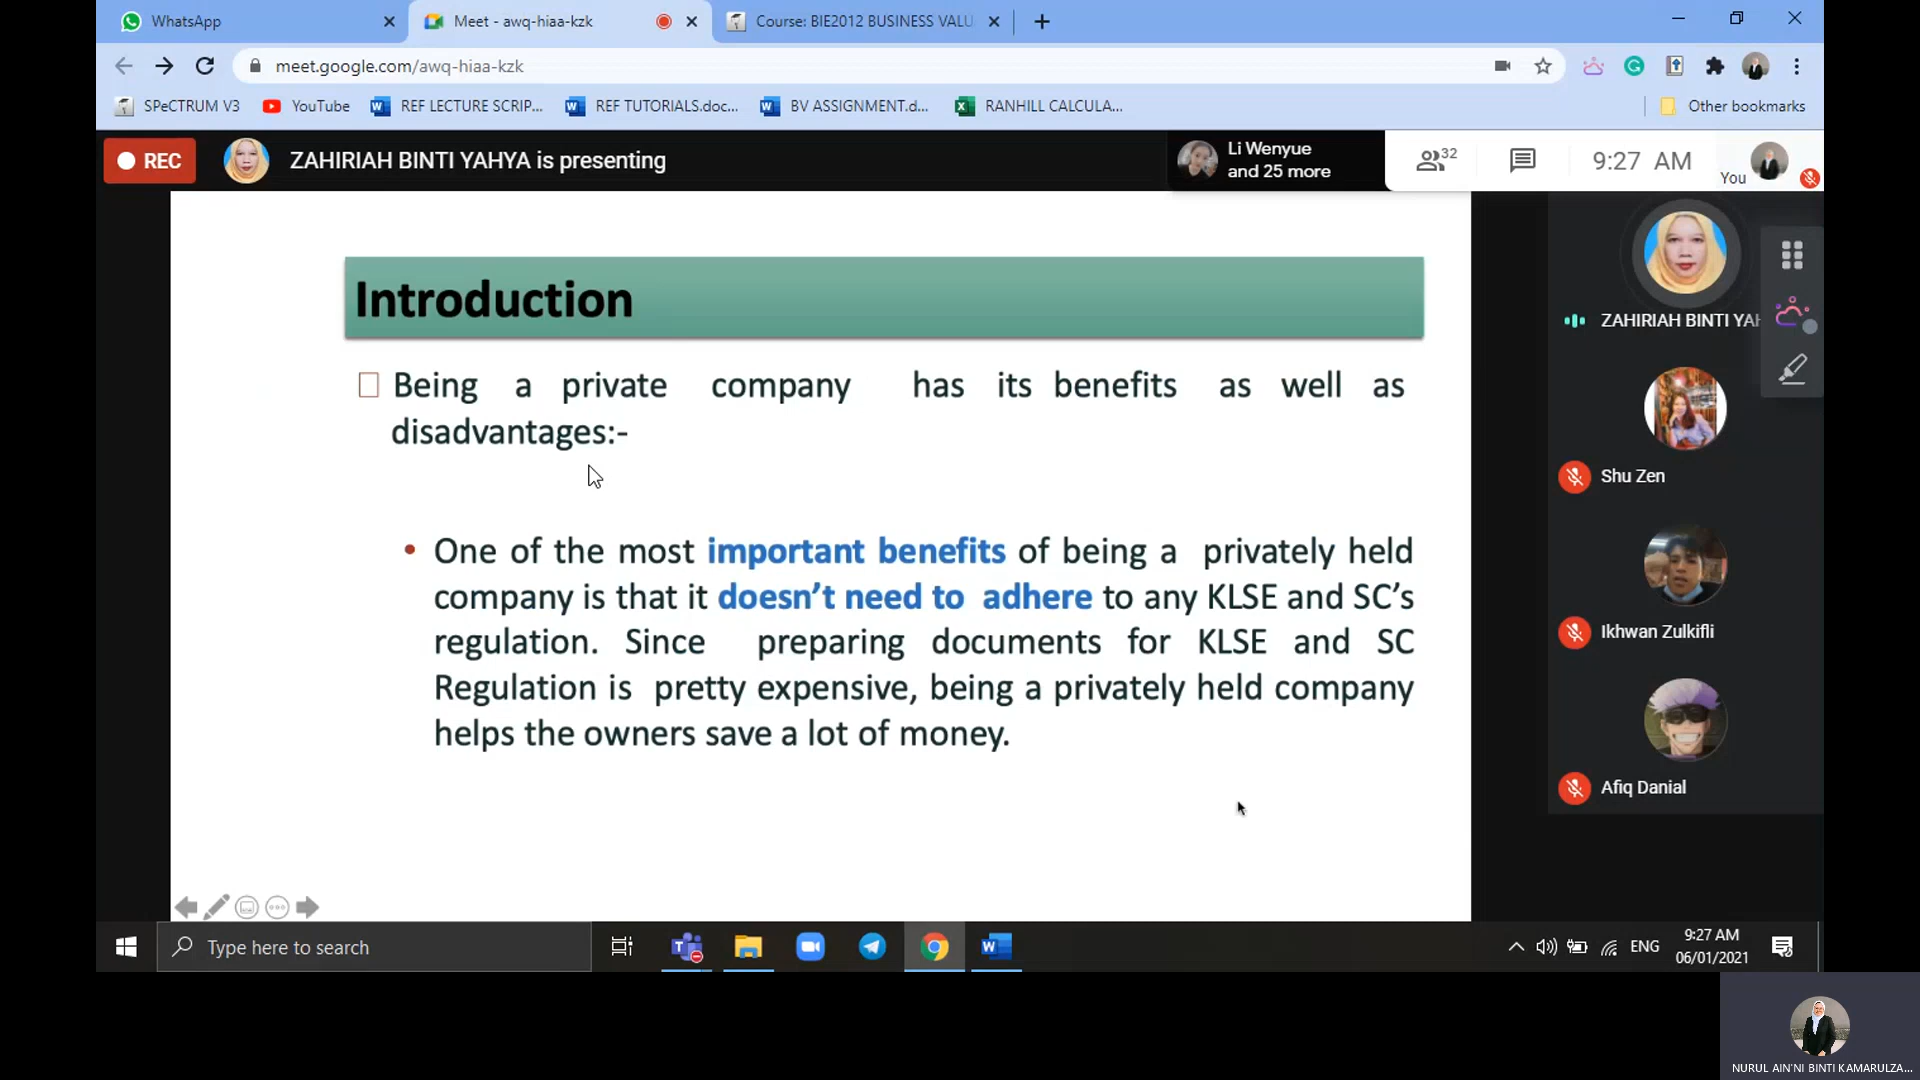 WhatsApp
Meet - awq-hiaa-kzk
Course: BIE2012 BUSINESS VALU
meet.google.com/awq-hiaa-kzk
SPeCTRUM V3
YouTube
REF LECTURE SCRIP...
REF TUTORIALS.doc...
BV ASSIGNMENT.d...
RANHILL CALCULA...
Other bookmarks
REC
ZAHIRIAH BINTI YAHYA is presenting
Li Wenyue
and 25 more
32
9:27 AM
You
Introduction
Being a private company has its benefits as well as
disadvantages:-
• One of the most important benefits of being a privately held
company is that it doesn’t need to adhere to any KLSE and SC’s
regulation. Since preparing documents for KLSE and SC
Regulation is pretty expensive, being a privately held company
helps the owners save a lot of money.
ZAHIRIAH BINTI YAH
Shu Zen
Ikhwan Zulkifli
Afiq Danial
Type here to search
ENG
9:27 AM
06/01/2021
NURUL AIN'NI BINTI KAMARULZA...